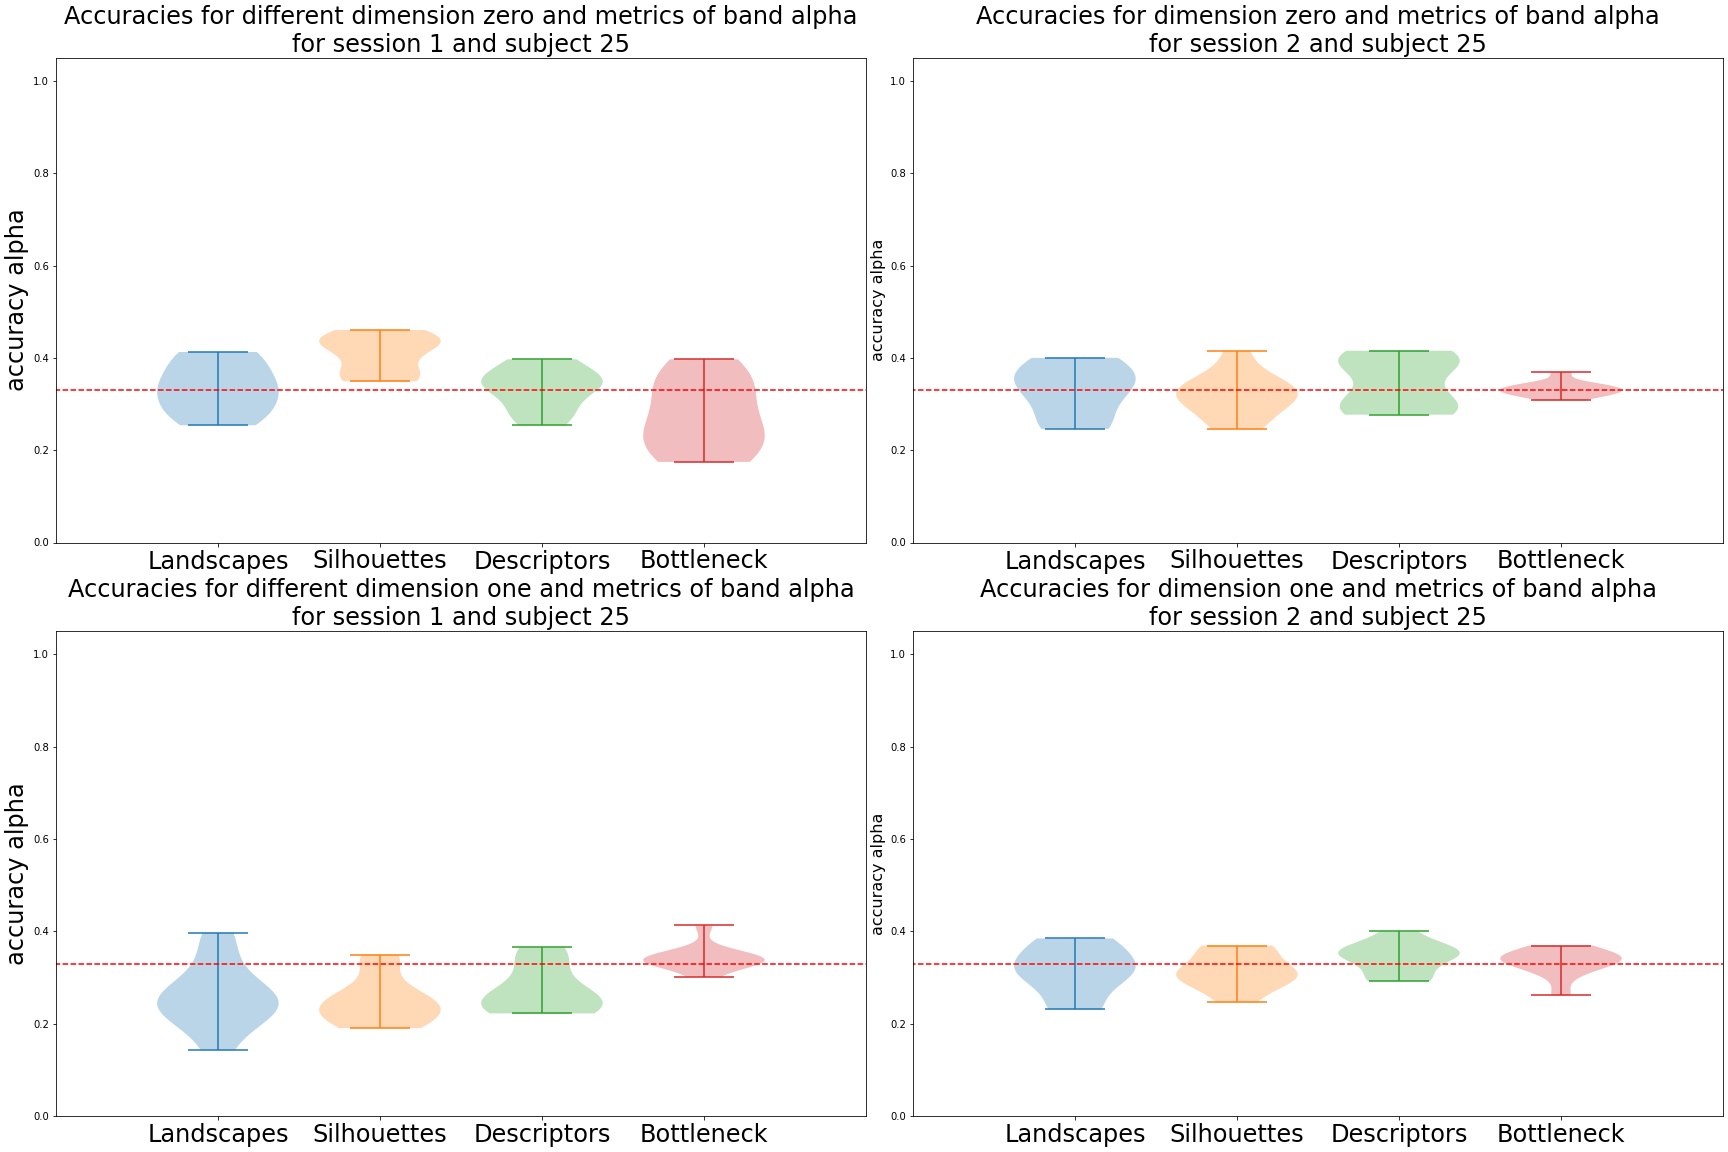 Accuracies for different dimension zero and metrics of band alpha
for session 1 and subject 25
accuracy alpha
1.0
0.8
0.6
0.4
0.2
0.0
Landscapes Silhouettes Descriptors Bottleneck
Accuracies for dimension zero and metrics of band alpha
for session 2 and subject 25
accuracy alpha
1.0
0.8
0.6
0.4
0.2
0.0
Landscapes Silhouettes Descriptors Bottleneck
Accuracies for different dimension one and metrics of band alpha
for session 1 and subject 25
accuracy alpha
1.0
0.8
0.6
0.4
0.2
0.0
Landscapes Silhouettes Descriptors Bottleneck
Accuracies for dimension one and metrics of band alpha
for session 2 and subject 25
accuracy alpha
1.0
0.8
0.6
0.4
0.2
0.0
Landscapes Silhouettes Descriptors Bottleneck